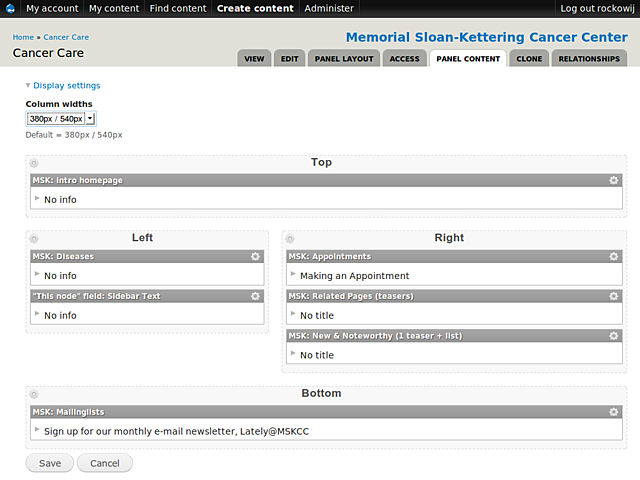 My account My content Find content Create content Administer Log out rockowij
Home » Cancer Care
Memorial Sloan-Kettering Cancer Center
Cancer Care
VIEW EDIT PANEL LAYOUT ACCESS PANEL CONTENT CLONE RELATIONSHIPS
Display settings
Column widths
380px / 540px
Default = 380px / 540px
Top
MSK: Intro homepage
No info
Left
MSK: Diseases
No info
"This node" field: Sidebar Text
No info
Right
MSK: Appointments
Making an Appointment
MSK: Related Pages (teasers)
No title
MSK: New & Noteworthy (1 teaser + list)
No title
Bottom
MSK: Mailinglists
Sign up for our monthly e-mail newsletter, Lately@MSKCC
Save Cancel